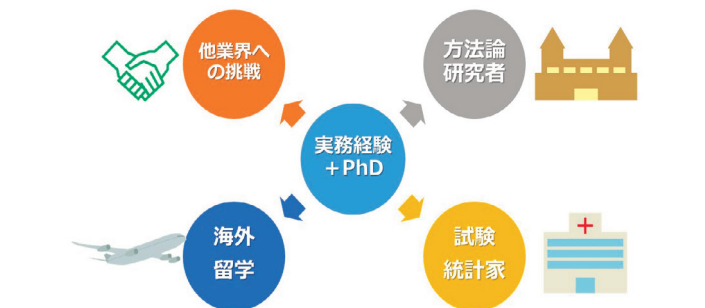 他業界へ
の挑戦
方法論
研究者
実務経験
+PhD
海外
留学
試験
統計家